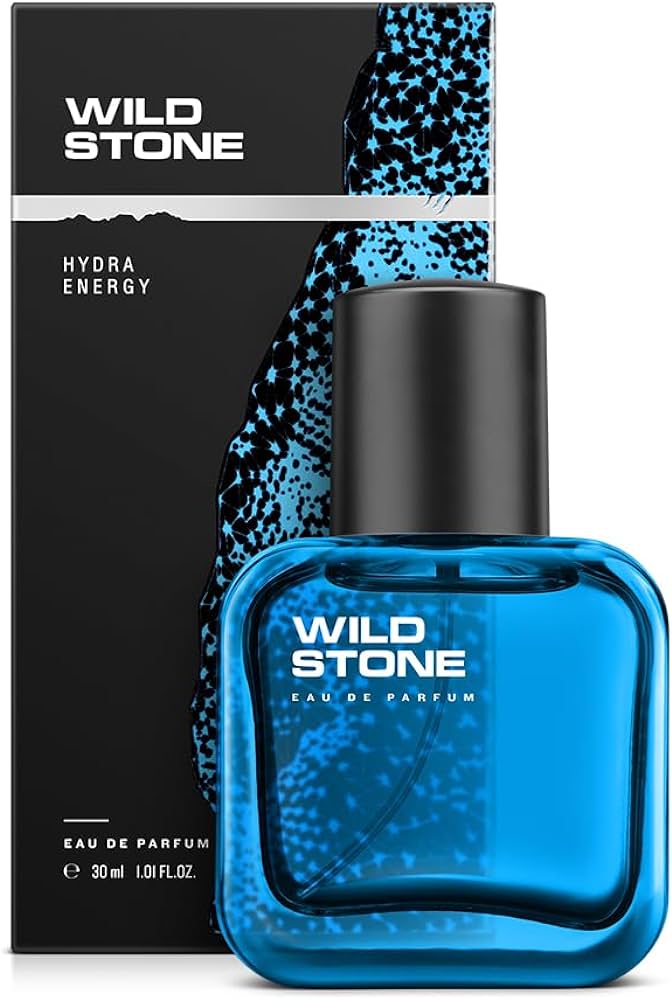 WILD
STONE
HYDRA
ENERGY
EAU DE PARFUM
℮ 30 ml 1.01 FL.OZ.
WILD
STONE
EAU DE PARFUM